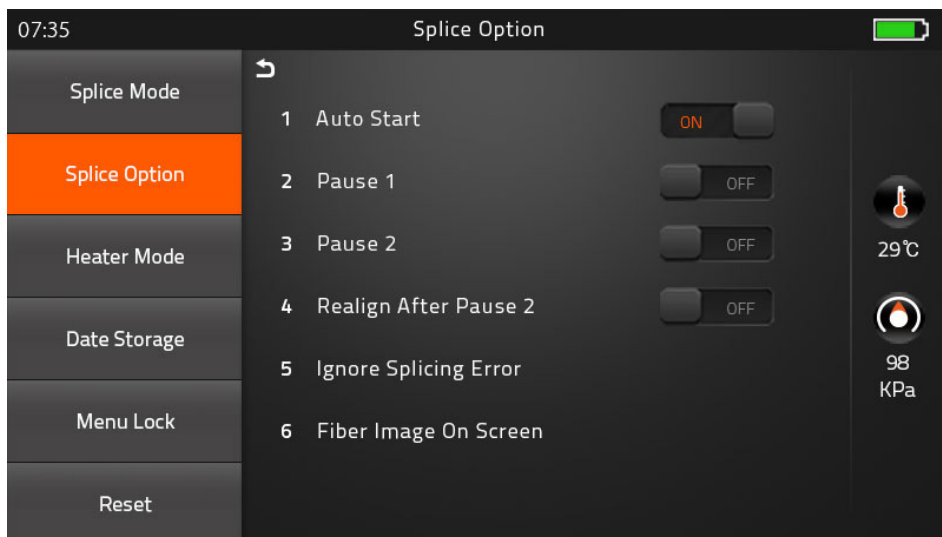 07:35 Splice Option
Splice Mode
Splice Option
Heater Mode
Date Storage
Menu Lock
Reset
1 Auto Start ON
2 Pause 1 OFF
3 Pause 2 OFF
4 Realign After Pause 2 OFF
5 Ignore Splicing Error
6 Fiber Image On Screen
29℃
98
KPa